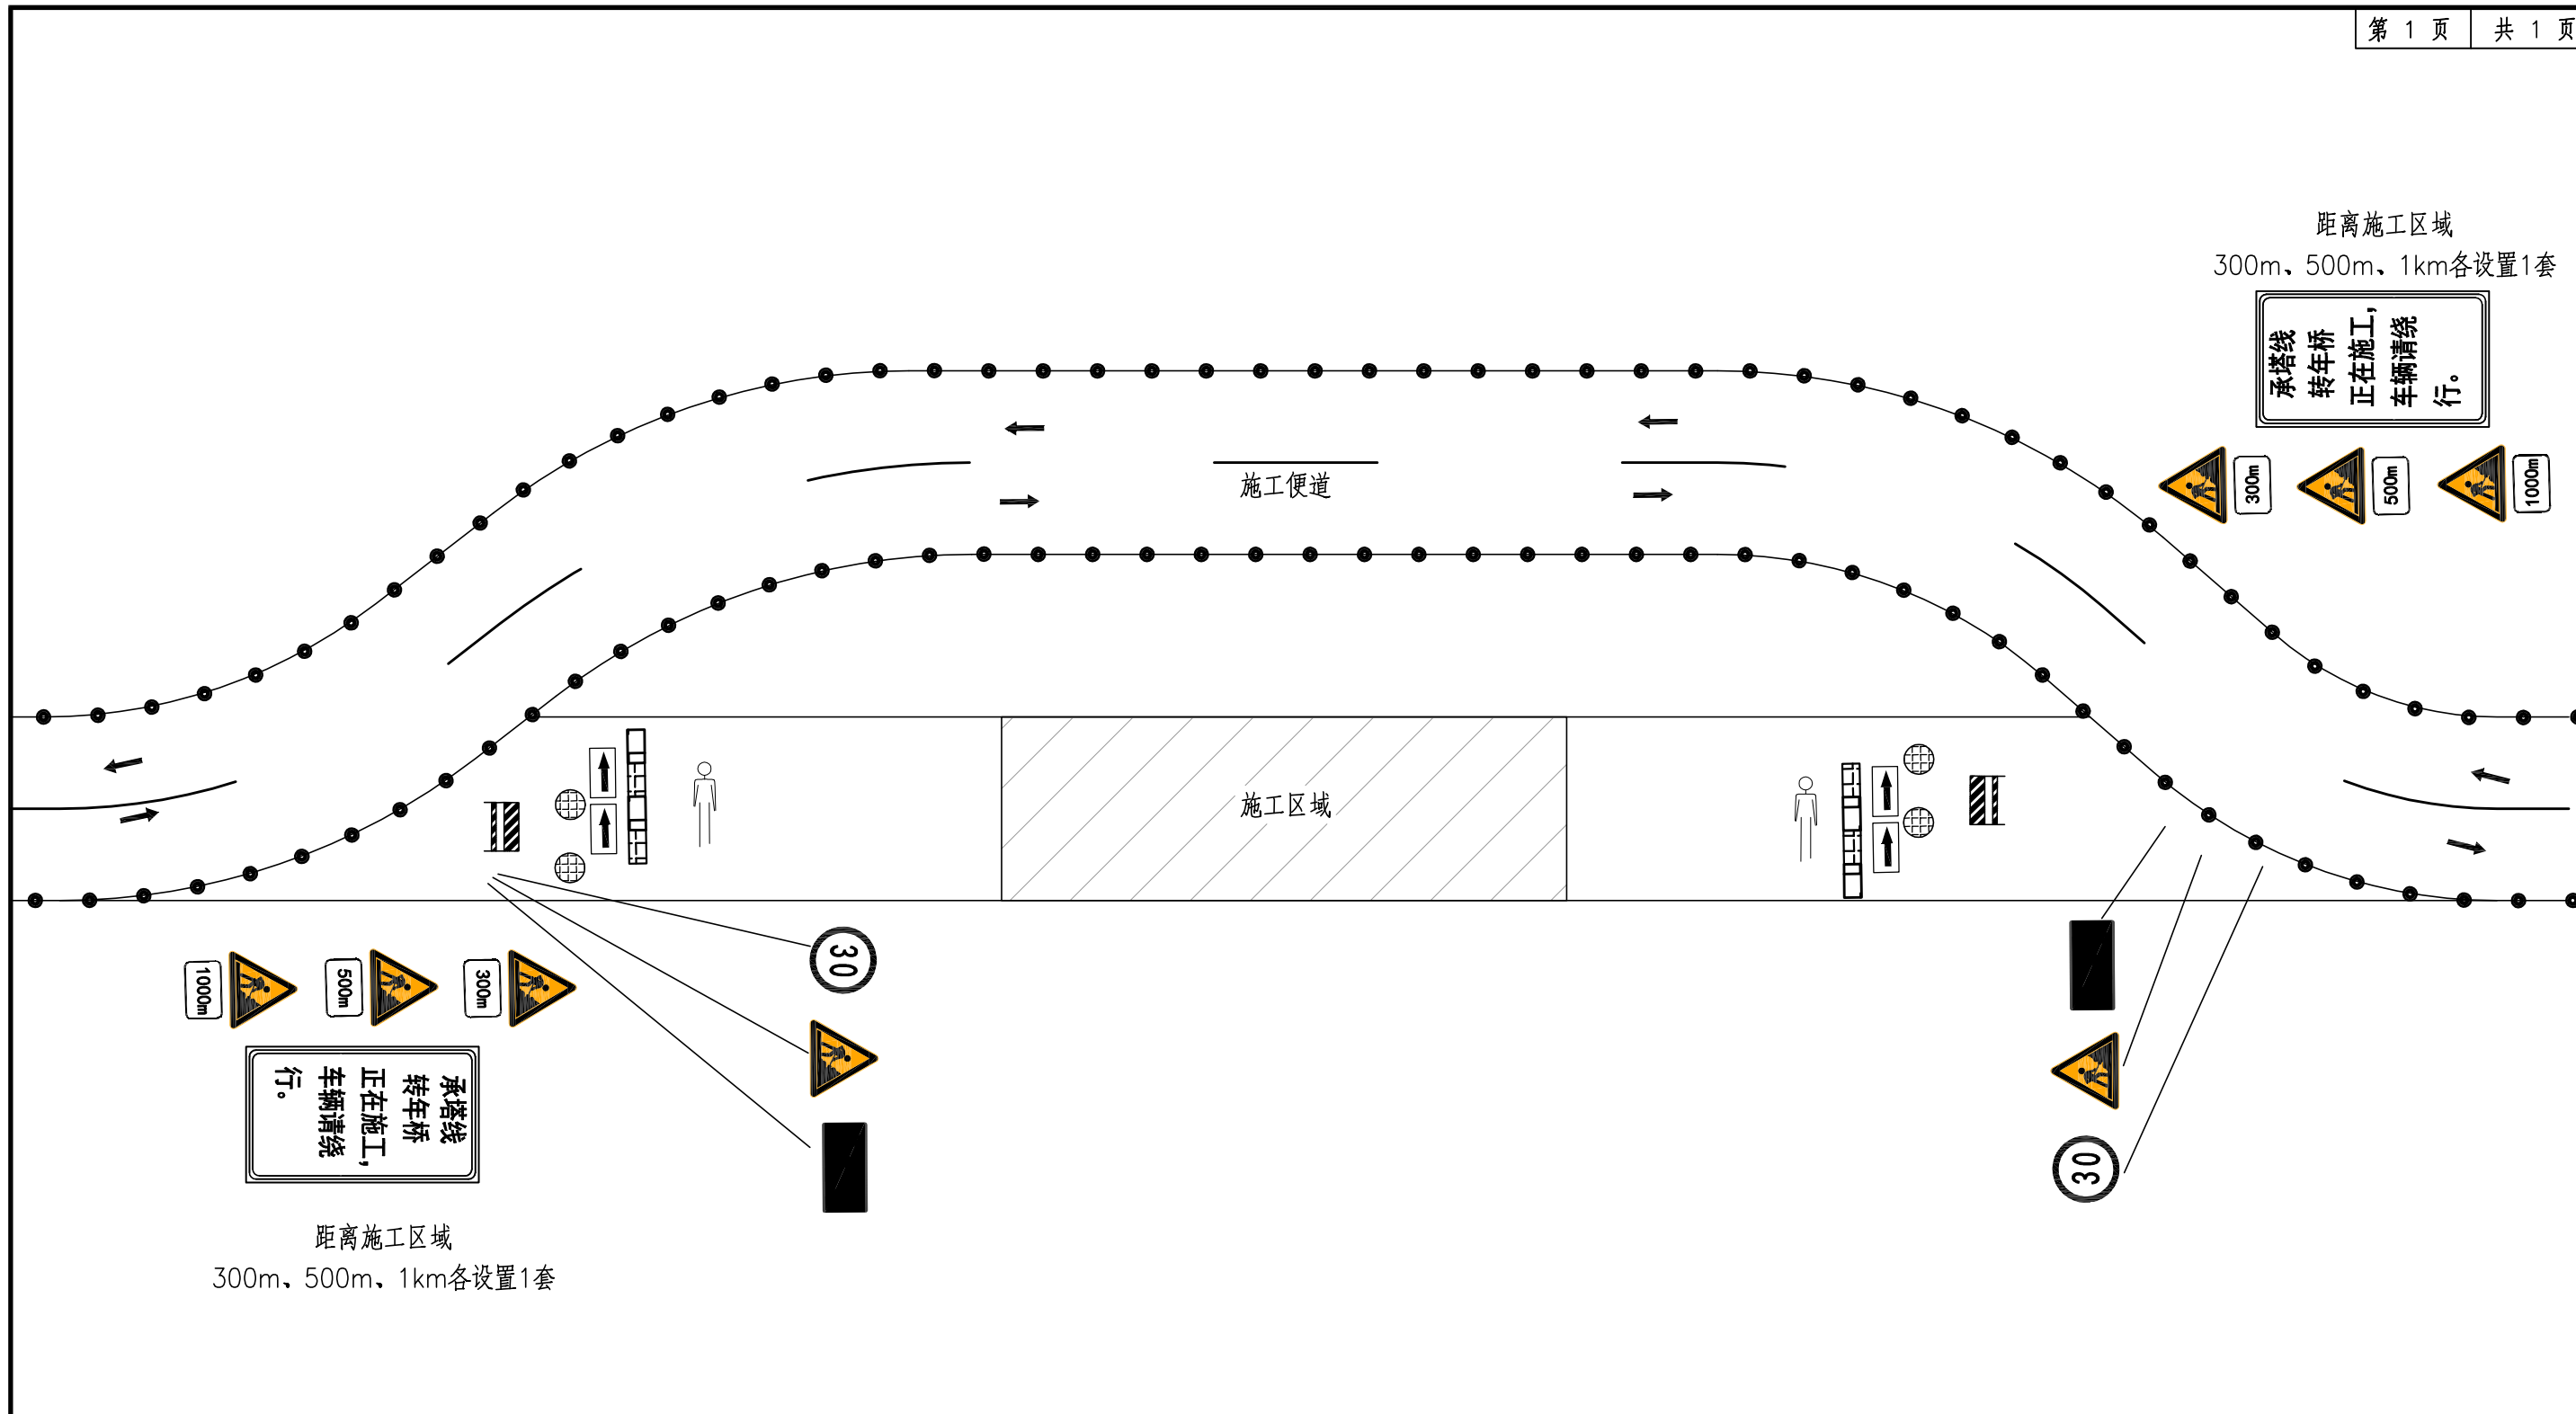 第 1 页 共 1 页
距离施工区域
300m、500m、1km各设置1套
承塔线
转年桥
正在施工,
车辆请绕
行。
300m
500m
1000m
施工便道
施工区域
1000m
500m
300m
30
承塔线
转年桥
正在施工,
车辆请绕
行。
30
距离施工区域
300m、500m、1km各设置1套